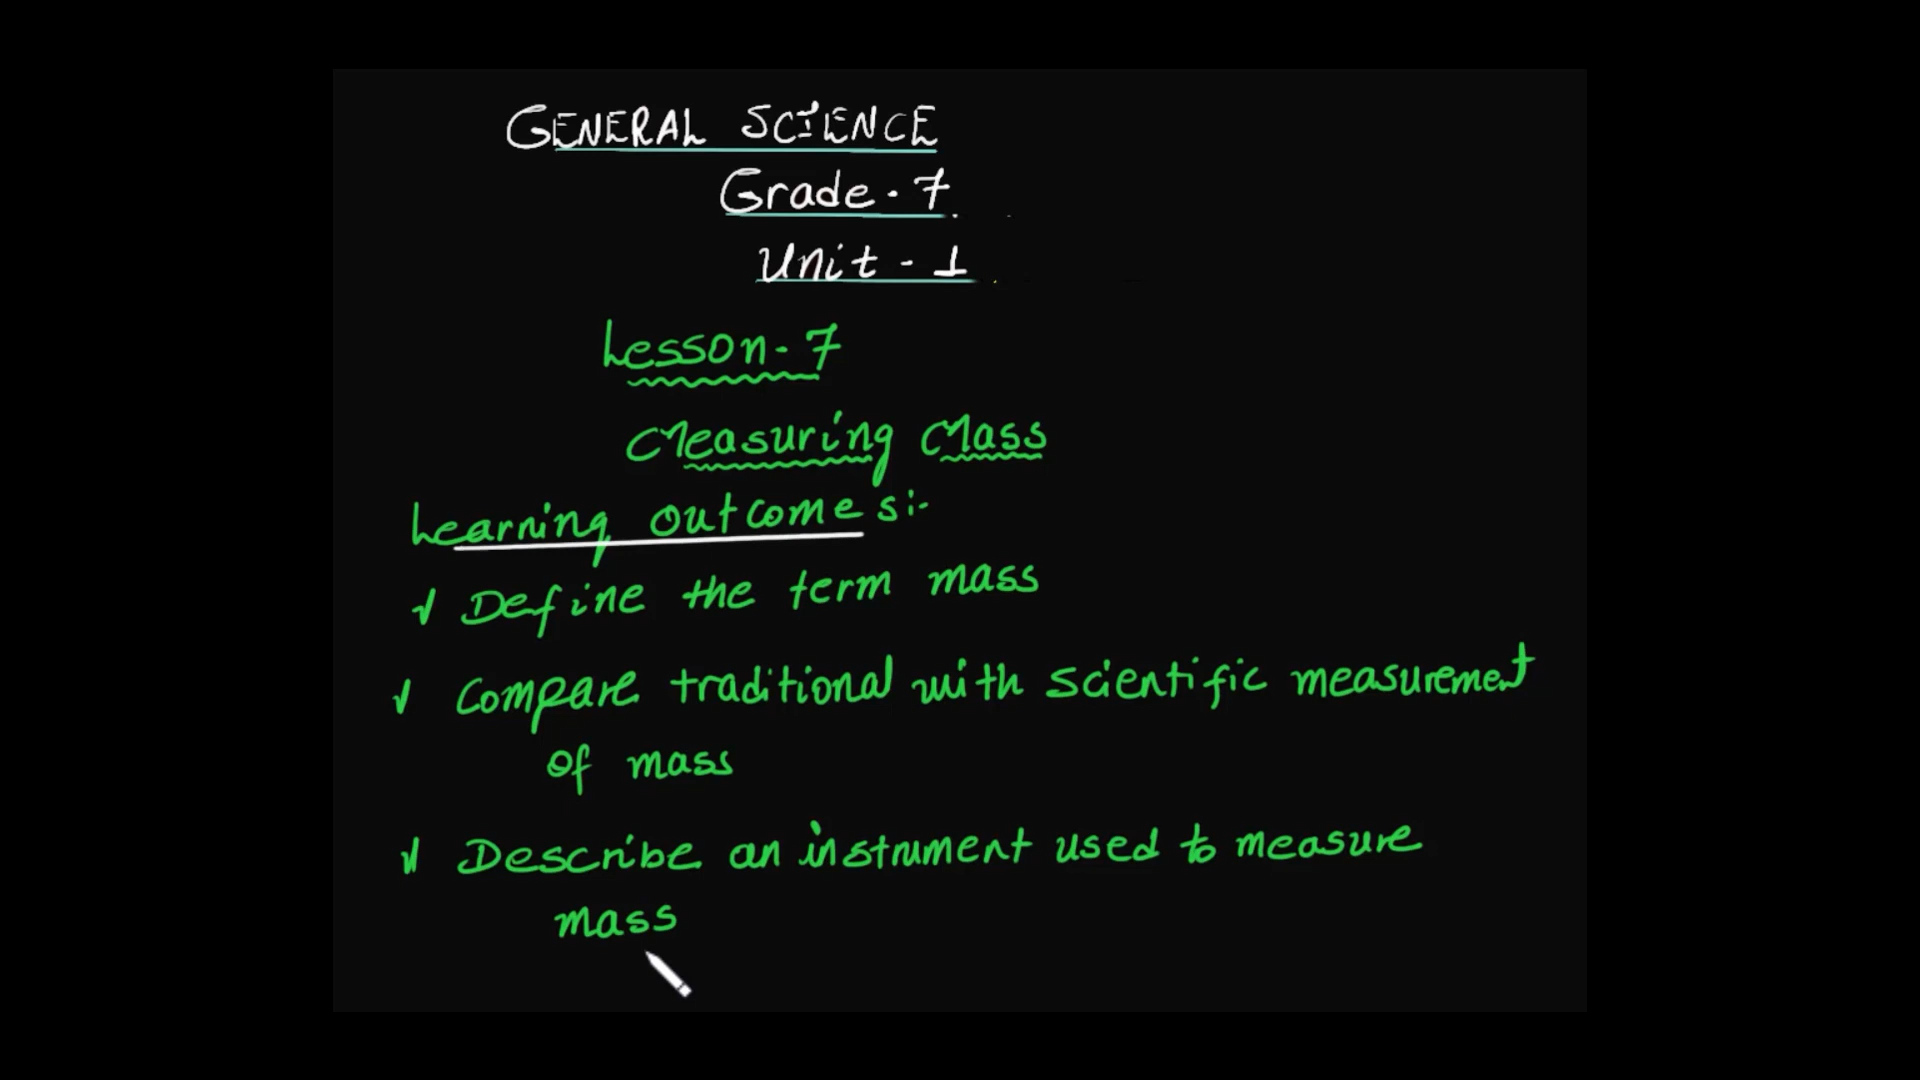 GENERAL SCIENCE
Grade - 7
Unit - 1
Lesson - 7
Measuring Mass
Learning outcomes:-
✓ Define the term mass
✓ Compare traditional with scientific measurement
of mass
✓ Describe an instrument used to measure
mass